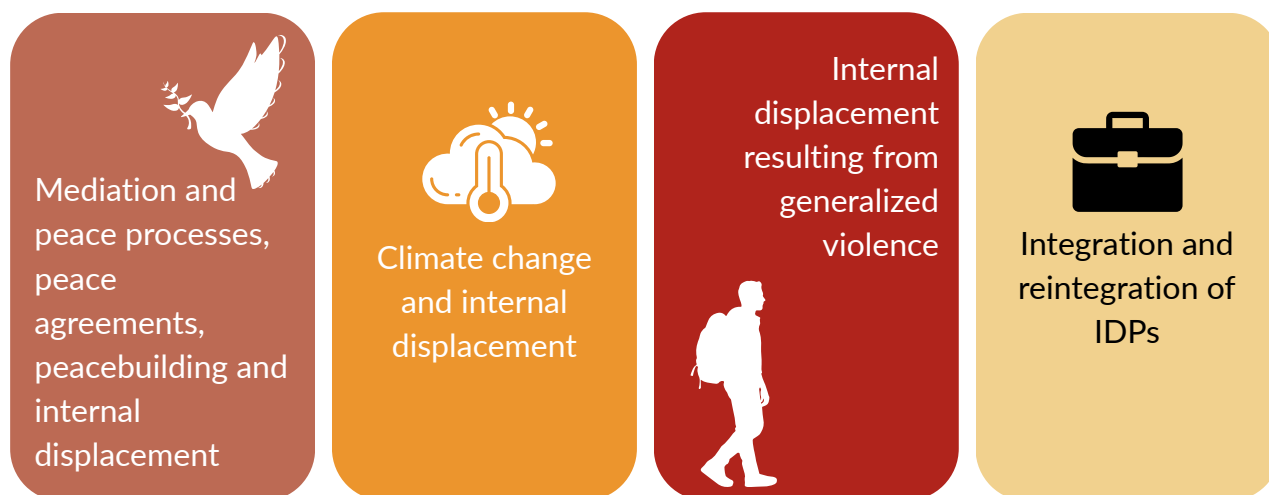 Mediation and
peace processes,
peace
agreements,
peacebuilding and
internal
displacement
Climate change
and internal
displacement
Internal
displacement
resulting from
generalized
violence
Integration and
reintegration of
IDPs